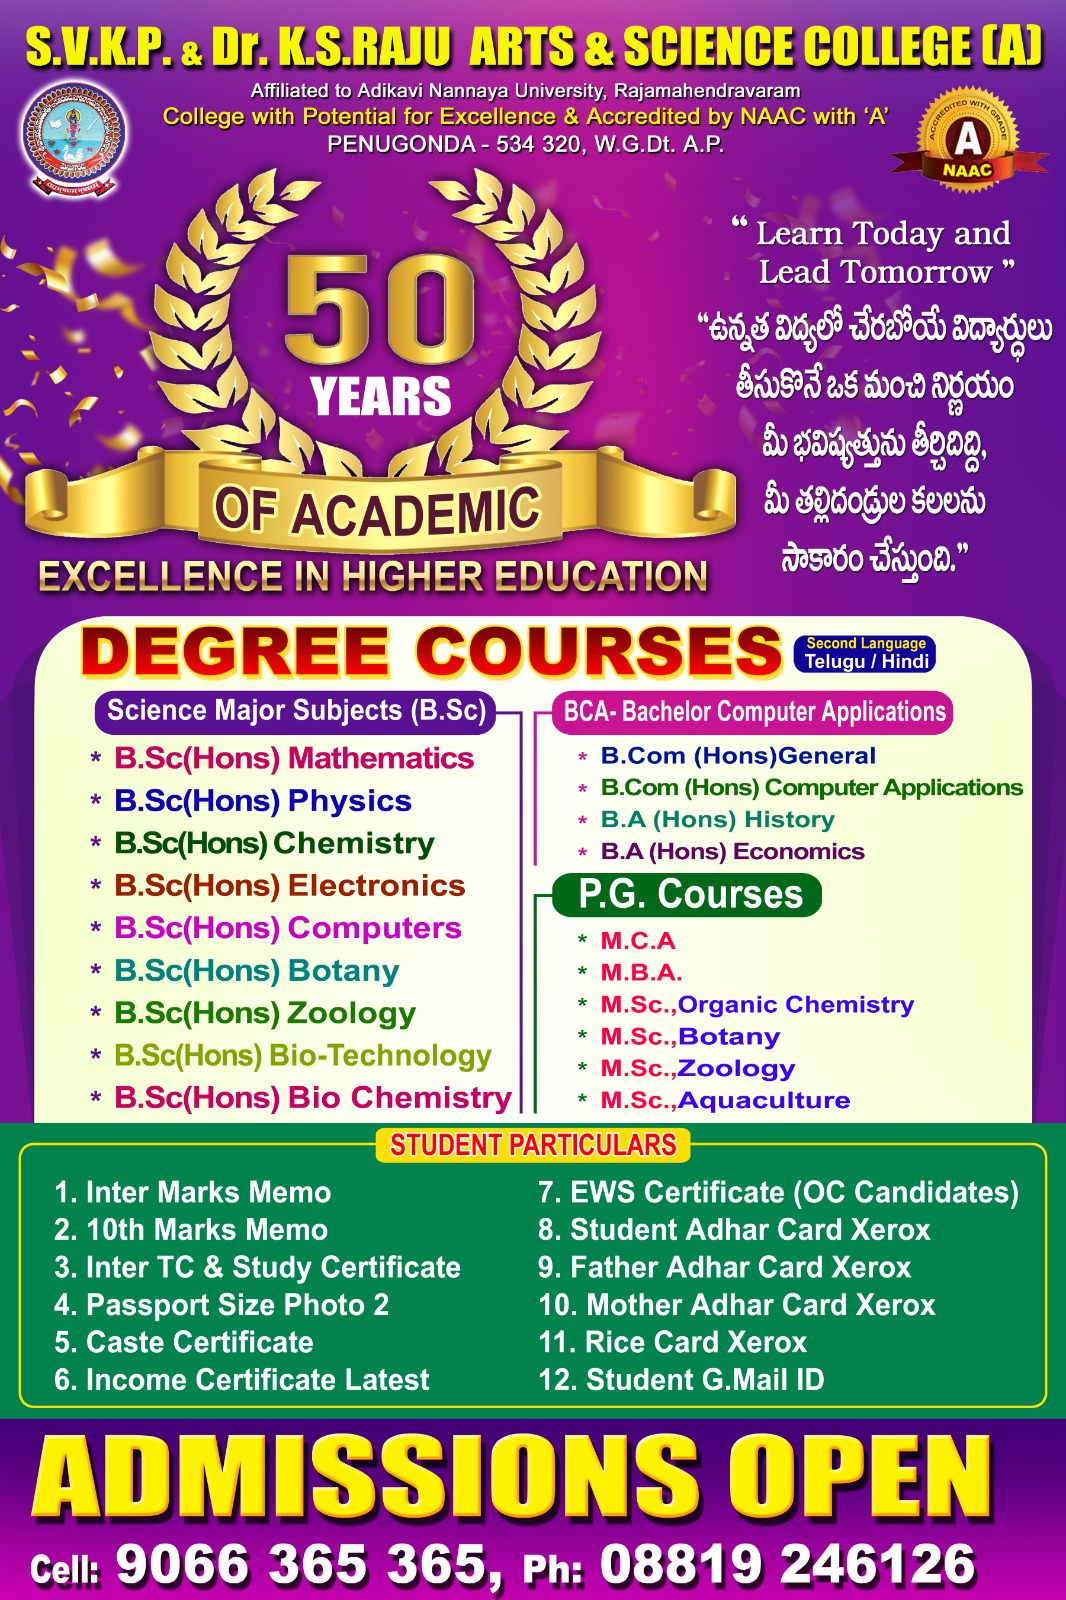 S.V.K.P. & Dr. K.S.RAJU ARTS & SCIENCE COLLEGE (A)
Affiliated to Adikavi Nannaya University, Rajamahendravaram
College with Potential for Excellence & Accredited by NAAC with ‘A’
PENUGONDA - 534 320, W.G.Dt. A.P.
ACCREDITED WITH GRADE
A
NAAC
50
YEARS
OF ACADEMIC
EXCELLENCE IN HIGHER EDUCATION
“ Learn Today and
Lead Tomorrow ”
“ఉన్నత విద్యలో చేరబోయే విద్యార్ధులు
తీసుకొనే ఒక మంచి నిర్ణయం
మీ భవిష్యత్తును తీర్చిదిద్ది,
మీ తల్లిదండ్రుల కలలను
సాకారం చేస్తుంది.”
DEGREE COURSES
Second Language
Telugu / Hindi
Science Major Subjects (B.Sc)
* B.Sc(Hons) Mathematics
* B.Sc(Hons) Physics
* B.Sc(Hons) Chemistry
* B.Sc(Hons) Electronics
* B.Sc(Hons) Computers
* B.Sc(Hons) Botany
* B.Sc(Hons) Zoology
* B.Sc(Hons) Bio-Technology
* B.Sc(Hons) Bio Chemistry
BCA- Bachelor Computer Applications
* B.Com (Hons)General
* B.Com (Hons) Computer Applications
* B.A (Hons) History
* B.A (Hons) Economics
P.G. Courses
* M.C.A
* M.B.A.
* M.Sc.,Organic Chemistry
* M.Sc.,Botany
* M.Sc.,Zoology
* M.Sc.,Aquaculture
STUDENT PARTICULARS
1. Inter Marks Memo
2. 10th Marks Memo
3. Inter TC & Study Certificate
4. Passport Size Photo 2
5. Caste Certificate
6. Income Certificate Latest
7. EWS Certificate (OC Candidates)
8. Student Adhar Card Xerox
9. Father Adhar Card Xerox
10. Mother Adhar Card Xerox
11. Rice Card Xerox
12. Student G.Mail ID
ADMISSIONS OPEN
Cell: 9066 365 365, Ph: 08819 246126